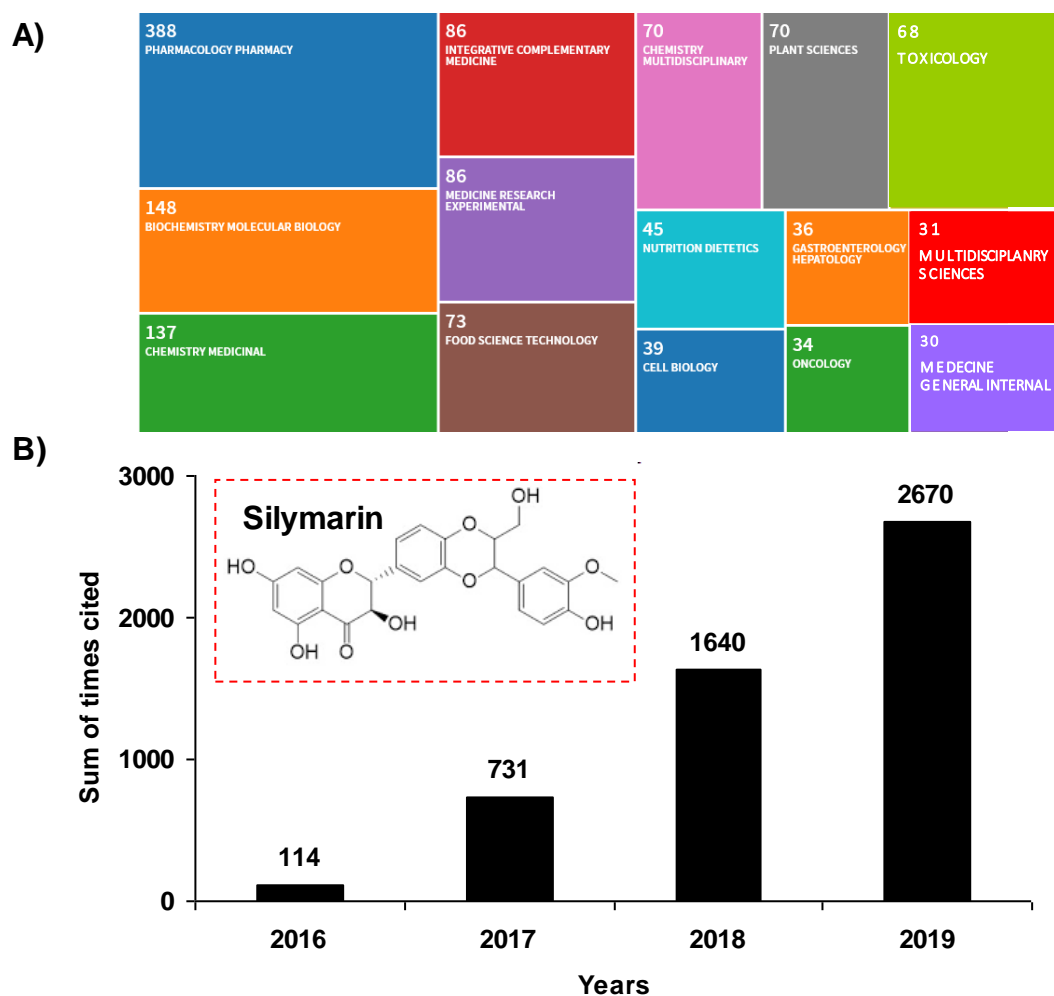 A)
388
PHARMACOLOGY PHARMACY
148
BIOCHEMISTRY MOLECULAR BIOLOGY
137
CHEMISTRY MEDICINAL
86
INTEGRATIVE COMPLEMENTARY
MEDICINE
86
MEDICINE RESEARCH
EXPERIMENTAL
73
FOOD SCIENCE TECHNOLOGY
70
CHEMISTRY
MULTIDISCIPLINARY
70
PLANT SCIENCES
68
TOXICOLOGY
45
NUTRITION DIETETICS
36
GASTROENTEROLOGY
HEPATOLOGY
31
MULTIDISCIPLANRY
SCIENCES
39
CELL BIOLOGY
34
ONCOLOGY
30
MEDECINE
GENERAL INTERNAL
B)
Sum of times cited
3000
2000
1000
0
Silymarin
OH
HO
O
O
O
O
OH
OH
O
OH
114
731
1640
2670
2016
2017
2018
2019
Years